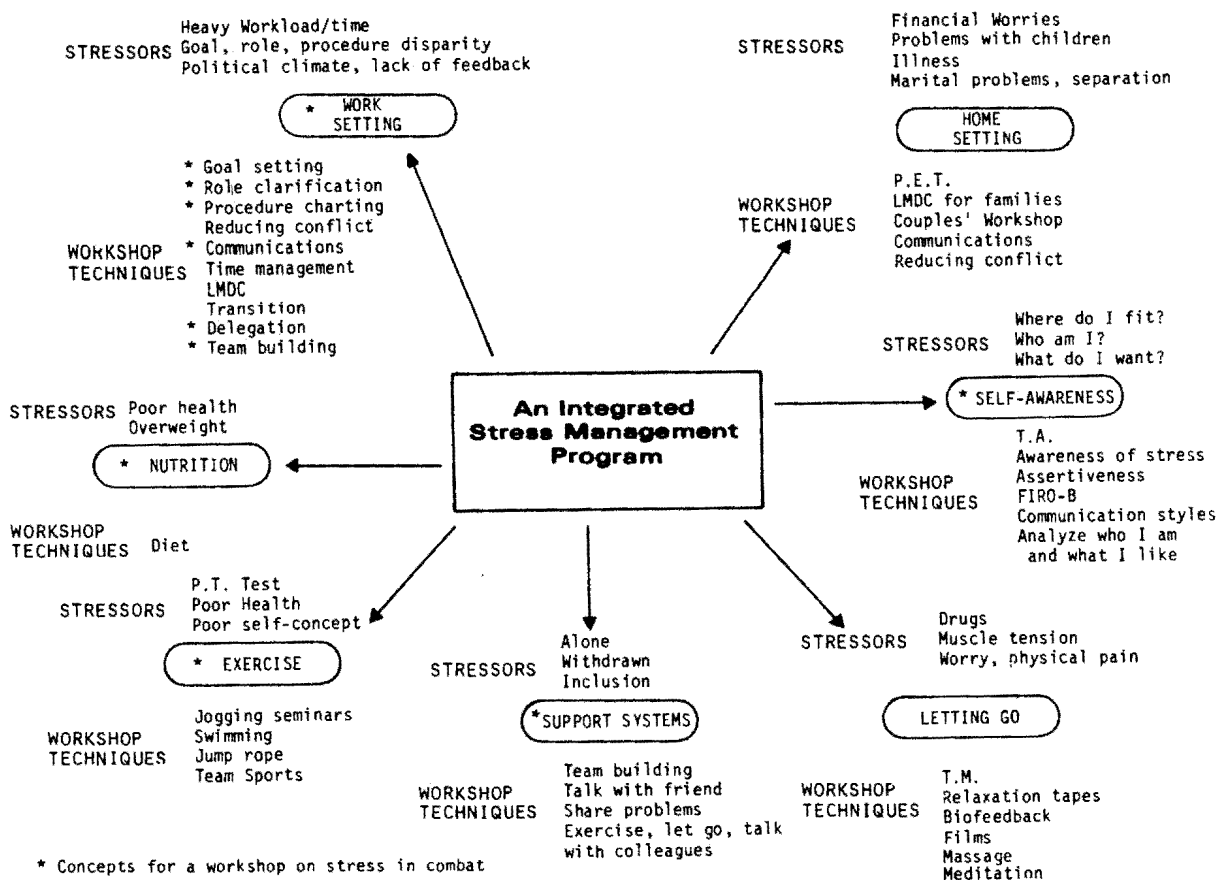 STRESSORS
Heavy Workload/time
Goal, role, procedure disparity
Political climate, lack of feedback
* WORK
SETTING
WORKSHOP
TECHNIQUES
* Goal setting
* Role clarification
* Procedure charting
Reducing conflict
* Communications
Time management
LMDC
Transition
* Delegation
* Team building
STRESSORS
Financial Worries
Problems with children
Illness
Marital problems, separation
HOME
SETTING
WORKSHOP
TECHNIQUES
P.E.T.
LMDC for families
Couples' Workshop
Communications
Reducing conflict
STRESSORS
Where do I fit?
Who am I?
What do I want?
* SELF-AWARENESS
WORKSHOP
TECHNIQUES
T.A.
Awareness of stress
Assertiveness
FIRO-B
Communication styles
Analyze who I am
and what I like
An Integrated
Stress Management
Program
STRESSORS
Poor health
Overweight
* NUTRITION
WORKSHOP
TECHNIQUES
Diet
STRESSORS
P.T. Test
Poor Health
Poor self-concept
* EXERCISE
WORKSHOP
TECHNIQUES
Jogging seminars
Swimming
Jump rope
Team Sports
STRESSORS
Alone
Withdrawn
Inclusion
* SUPPORT SYSTEMS
WORKSHOP
TECHNIQUES
Team building
Talk with friend
Share problems
Exercise, let go, talk
with colleagues
STRESSORS
Drugs
Muscle tension
Worry, physical pain
LETTING GO
WORKSHOP
TECHNIQUES
T.M.
Relaxation tapes
Biofeedback
Films
Massage
Meditation
* Concepts for a workshop on stress in combat